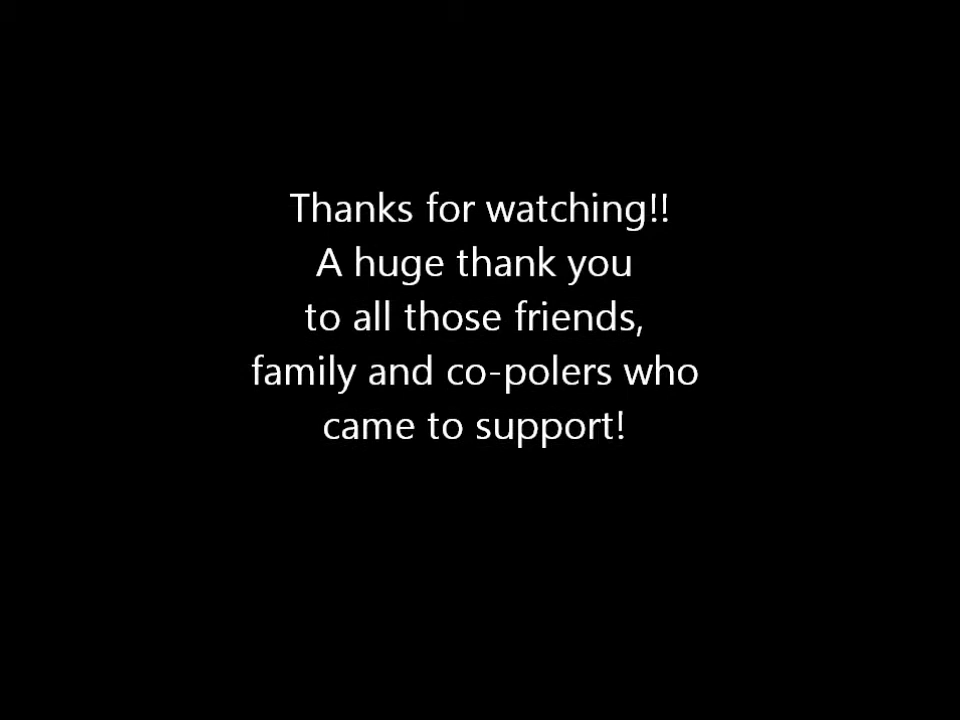 Thanks for watching!!
A huge thank you
to all those friends,
family and co-polers who
came to support!